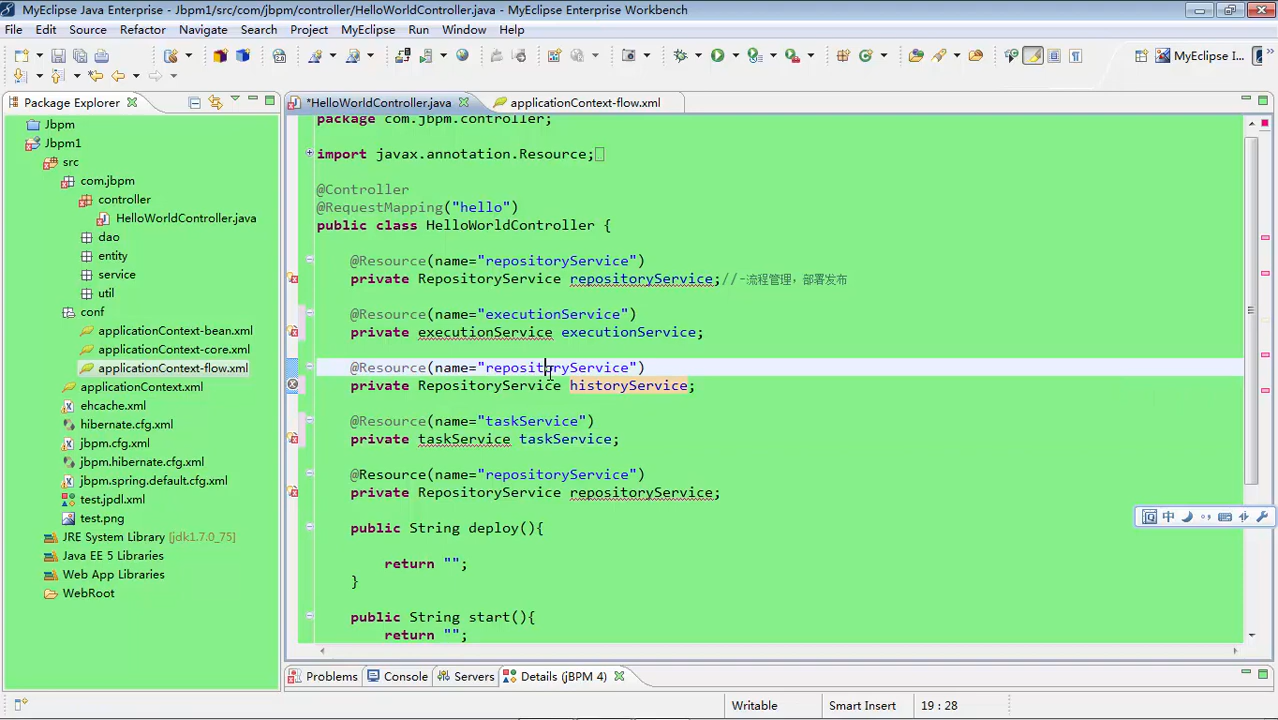 MyEclipse Java Enterprise - Jbpm1/src/com/jbpm/controller/HelloWorldController.java - MyEclipse Enterprise Workbench
File Edit Source Refactor Navigate Search Project MyEclipse Run Window Help
MyEclipse I...
Package Explorer
*HelloWorldController.java
applicationContext-flow.xml
Jbpm
Jbpm1
src
com.jbpm
controller
HelloWorldController.java
dao
entity
service
util
conf
applicationContext-bean.xml
applicationContext-core.xml
applicationContext-flow.xml
applicationContext.xml
ehcache.xml
hibernate.cfg.xml
jbpm.cfg.xml
jbpm.hibernate.cfg.xml
jbpm.spring.default.cfg.xml
test.jpdl.xml
test.png
JRE System Library [jdk1.7.0_75]
Java EE 5 Libraries
Web App Libraries
WebRoot
package com.jbpm.controller;
import javax.annotation.Resource;
@Controller
@RequestMapping("hello")
public class HelloWorldController {
@Resource(name="repositoryService")
private RepositoryService repositoryService;//-流程管理，部署发布
@Resource(name="executionService")
private executionService executionService;
@Resource(name="repositoryService")
private RepositoryService historyService;
@Resource(name="taskService")
private taskService taskService;
@Resource(name="repositoryService")
private RepositoryService repositoryService;
public String deploy(){
return "";
}
public String start(){
return "";
中
Problems Console Servers Details (jBPM 4)
Writable Smart Insert 19 : 28